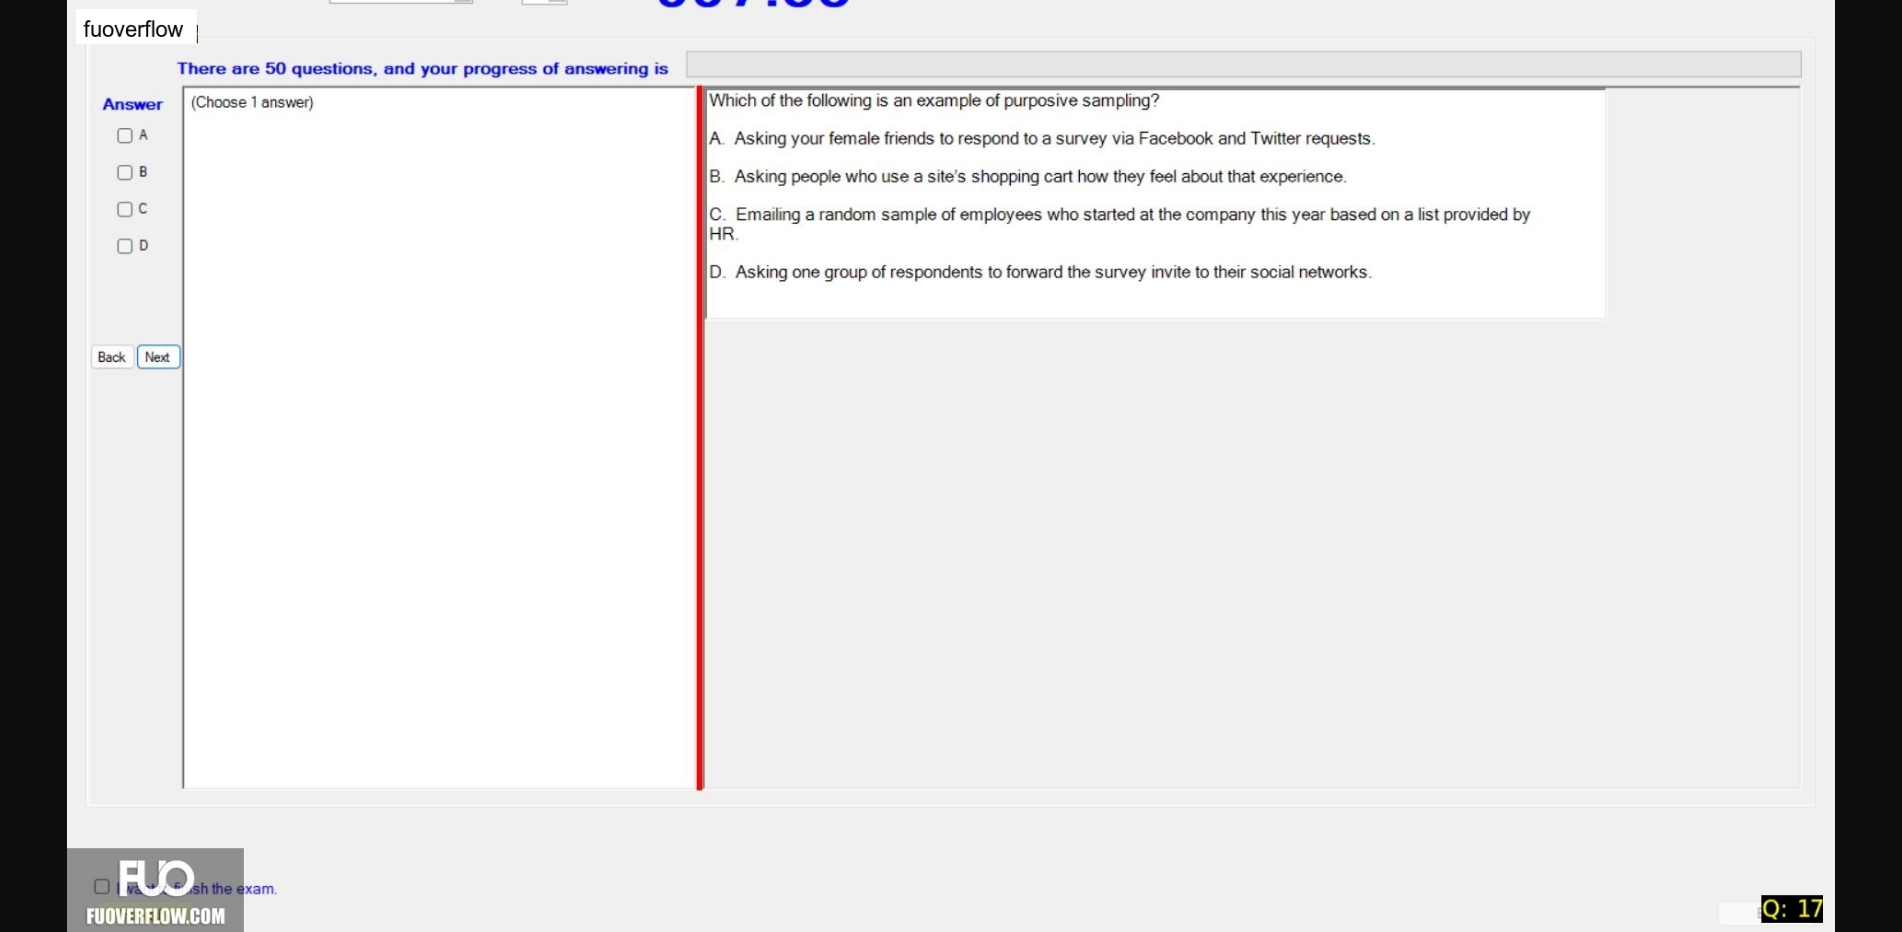 fuoverflow
There are 50 questions, and your progress of answering is
Answer
(Choose 1 answer)
A
B
C
D
Back
Next
Which of the following is an example of purposive sampling?
A. Asking your female friends to respond to a survey via Facebook and Twitter requests.
B. Asking people who use a site's shopping cart how they feel about that experience.
C. Emailing a random sample of employees who started at the company this year based on a list provided by
HR.
D. Asking one group of respondents to forward the survey invite to their social networks.
the exam.
FUO
FUOVERFLOW.COM
Q: 17